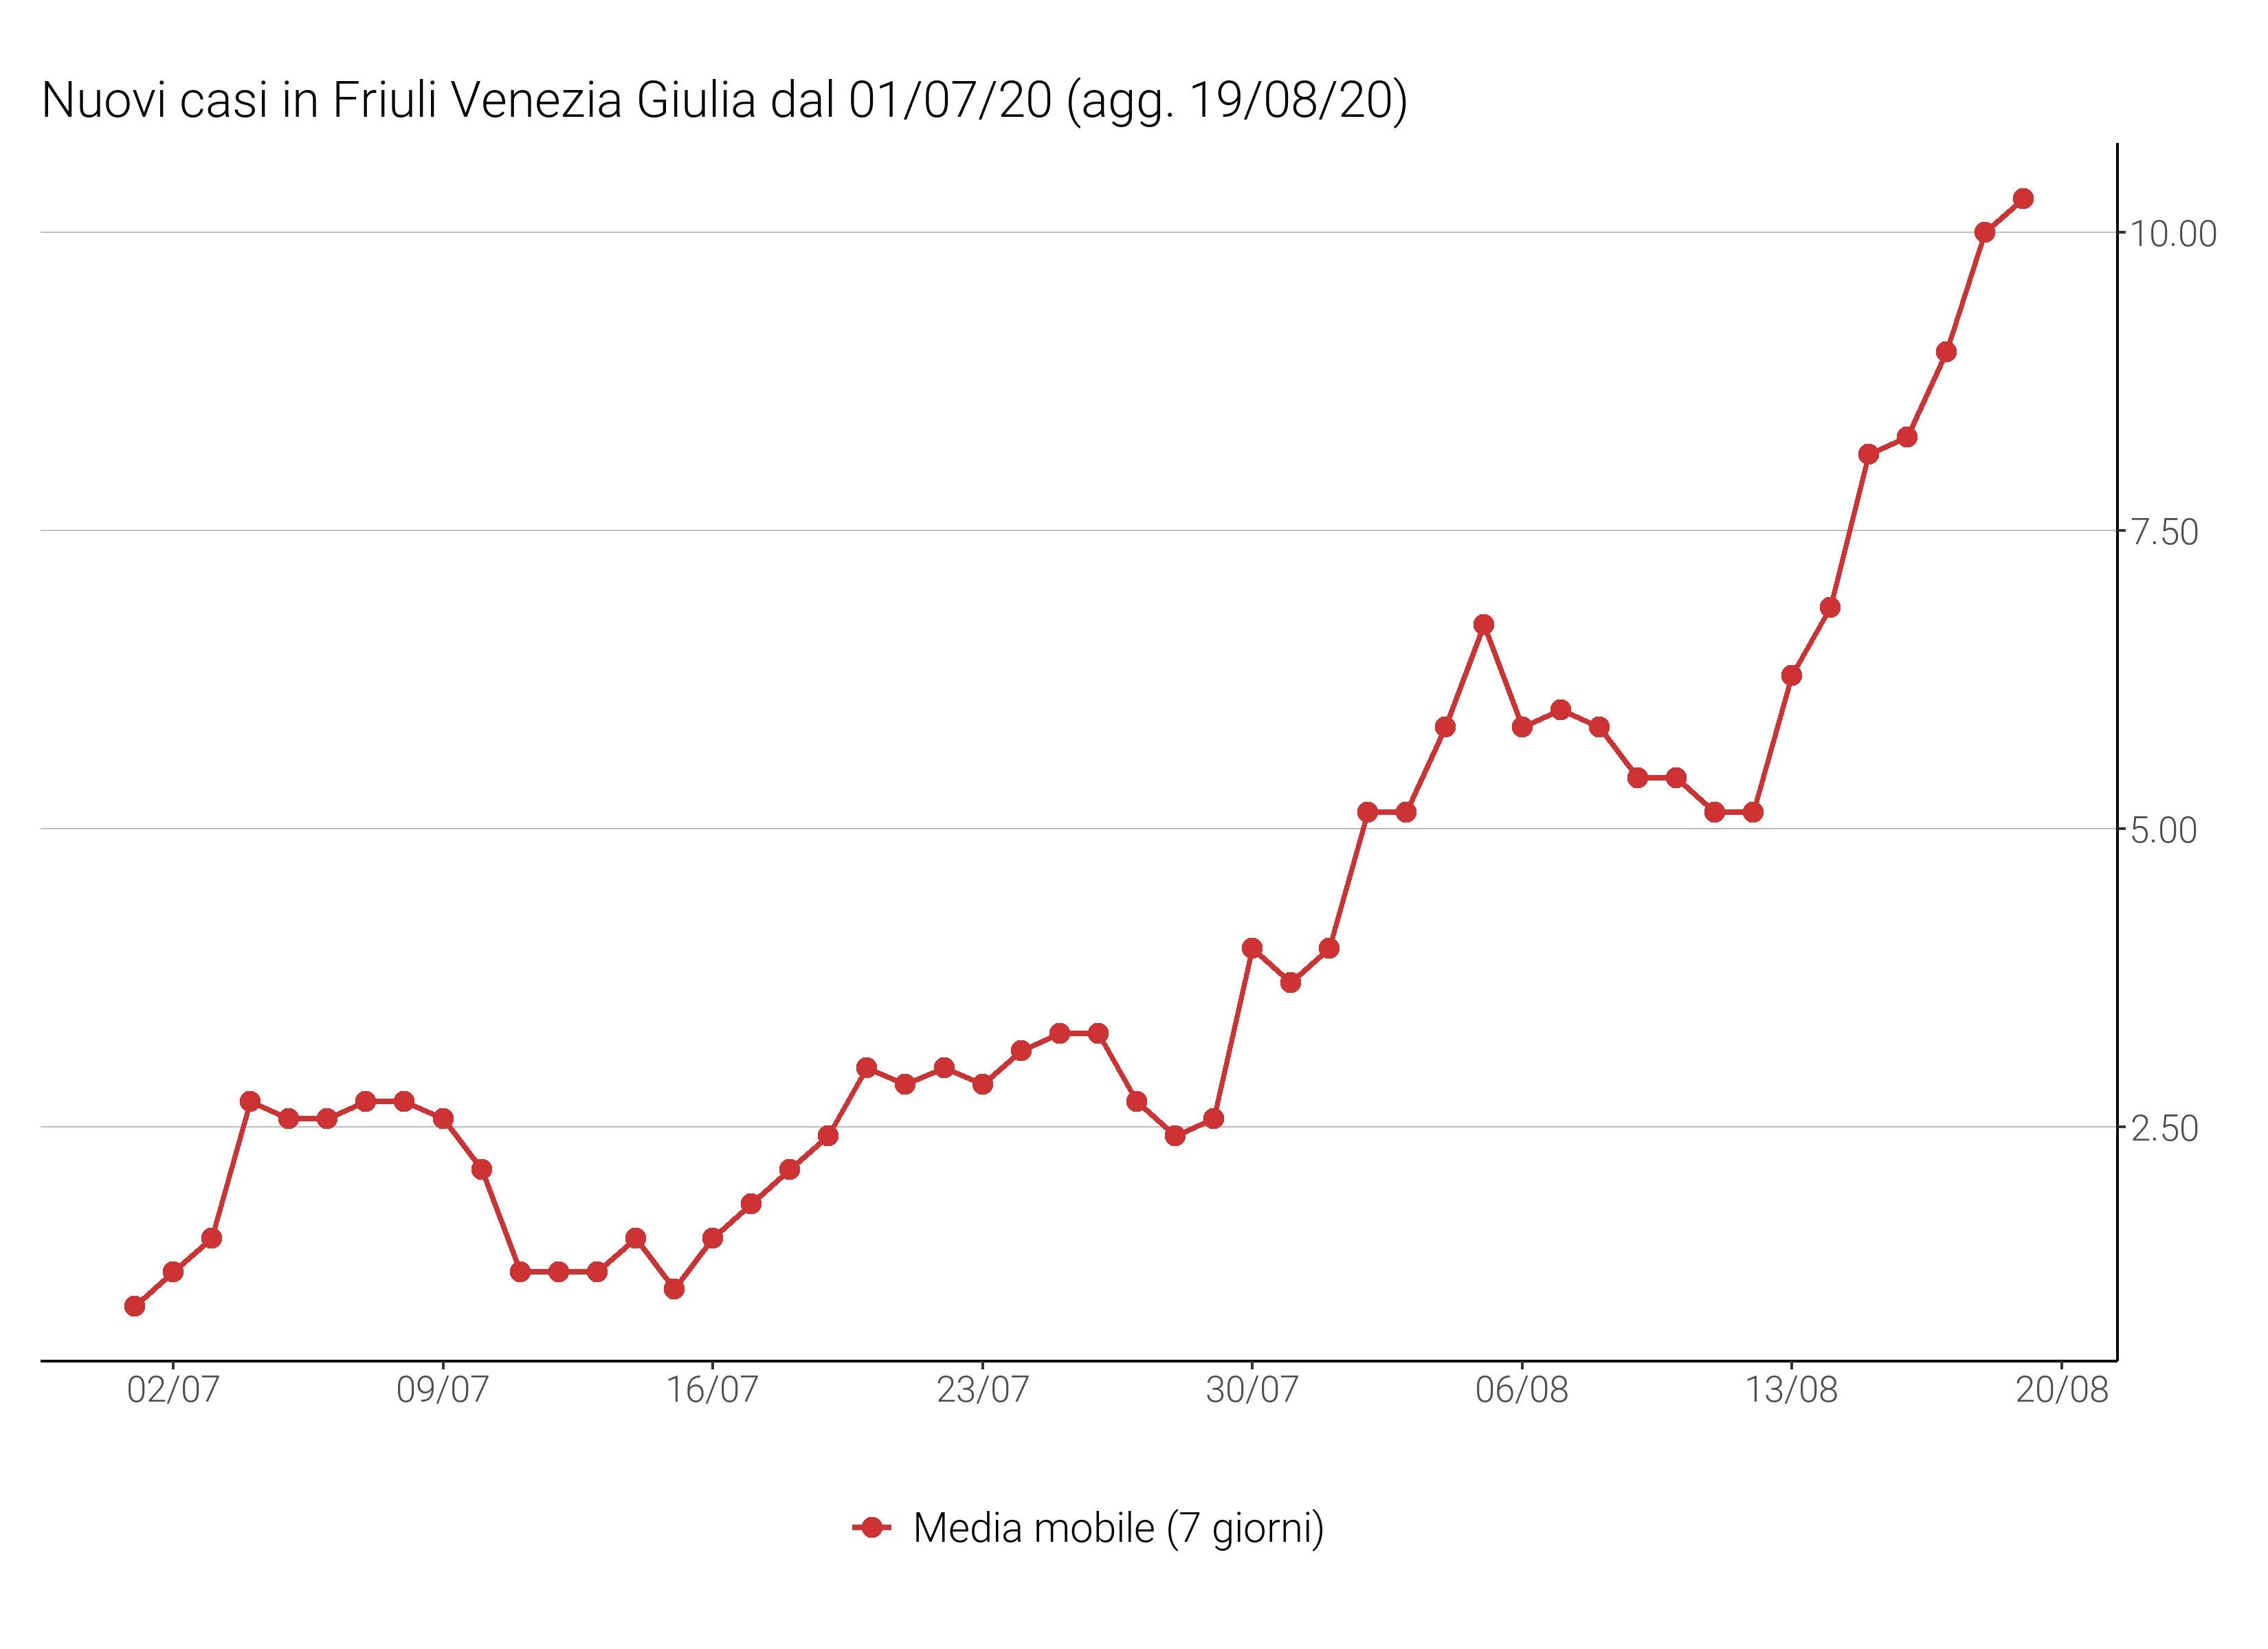 Nuovi casi in Friuli Venezia Giulia dal 01/07/20 (agg. 19/08/20)
10.00
7.50
5.00
2.50
02/07 09/07 16/07 23/07 30/07 06/08 13/08 20/08
Media mobile (7 giorni)